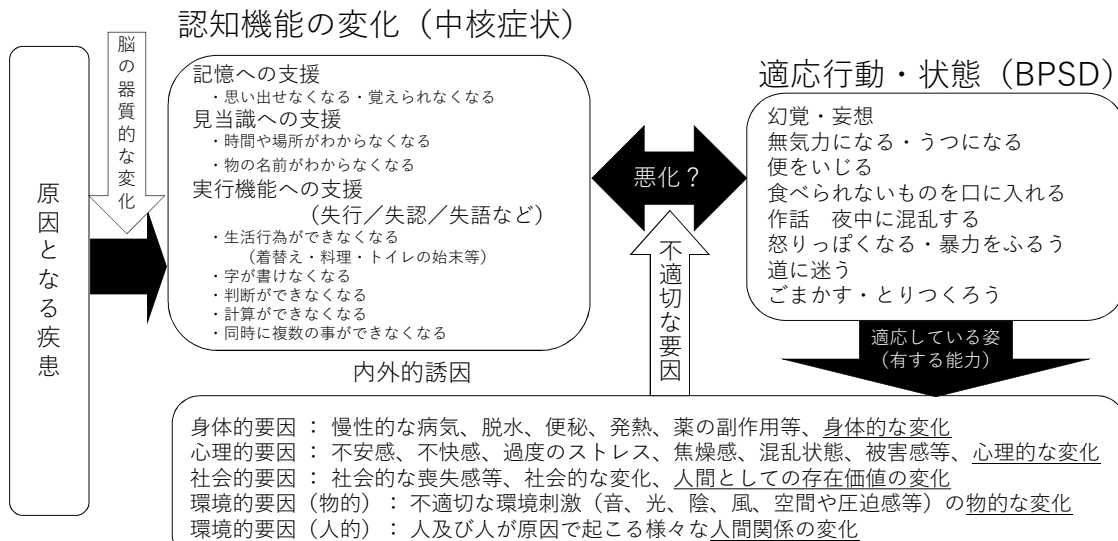 認知機能の変化（中核症状）
脳の器質的な変化
原因となる疾患
記憶への支援
・思い出せなくなる・覚えられなくなる
見当識への支援
・時間や場所がわからなくなる
・物の名前がわからなくなる
実行機能への支援
（失行／失認／失語など）
・生活行為ができなくなる
（着替え・料理・トイレの始末等）
・字が書けなくなる
・判断ができなくなる
・計算ができなくなる
・同時に複数の事ができなくなる
悪化？
不適切な要因
適応行動・状態（BPSD）
幻覚・妄想
無気力になる・うつになる
便をいじる
食べられないものを口に入れる
作話　夜中に混乱する
怒りっぽくなる・暴力をふるう
道に迷う
ごまかす・とりつくろう
適応している姿
（有する能力）
内外的誘因
身体的要因 ： 慢性的な病気、脱水、便秘、発熱、薬の副作用等、身体的な変化
心理的要因 ： 不安感、不快感、過度のストレス、焦燥感、混乱状態、被害感等、心理的な変化
社会的要因 ： 社会的な喪失感等、社会的な変化、人間としての存在価値の変化
環境的要因（物的）： 不適切な環境刺激（音、光、陰、風、空間や圧迫感等）の物的な変化
環境的要因（人的）： 人及び人が原因で起こる様々な人間関係の変化